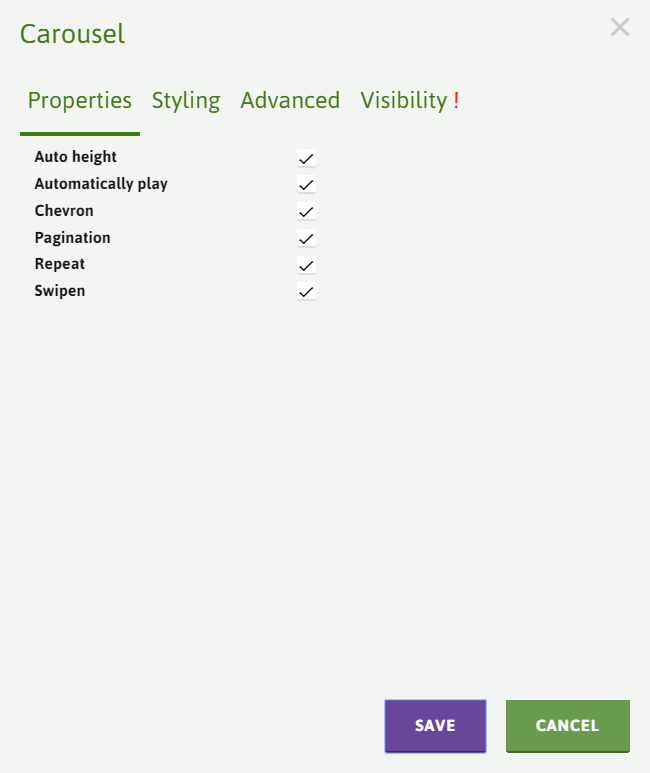 Carousel
Properties Styling Advanced Visibility !
Auto height
Automatically play
Chevron
Pagination
Repeat
Swipen
SAVE CANCEL